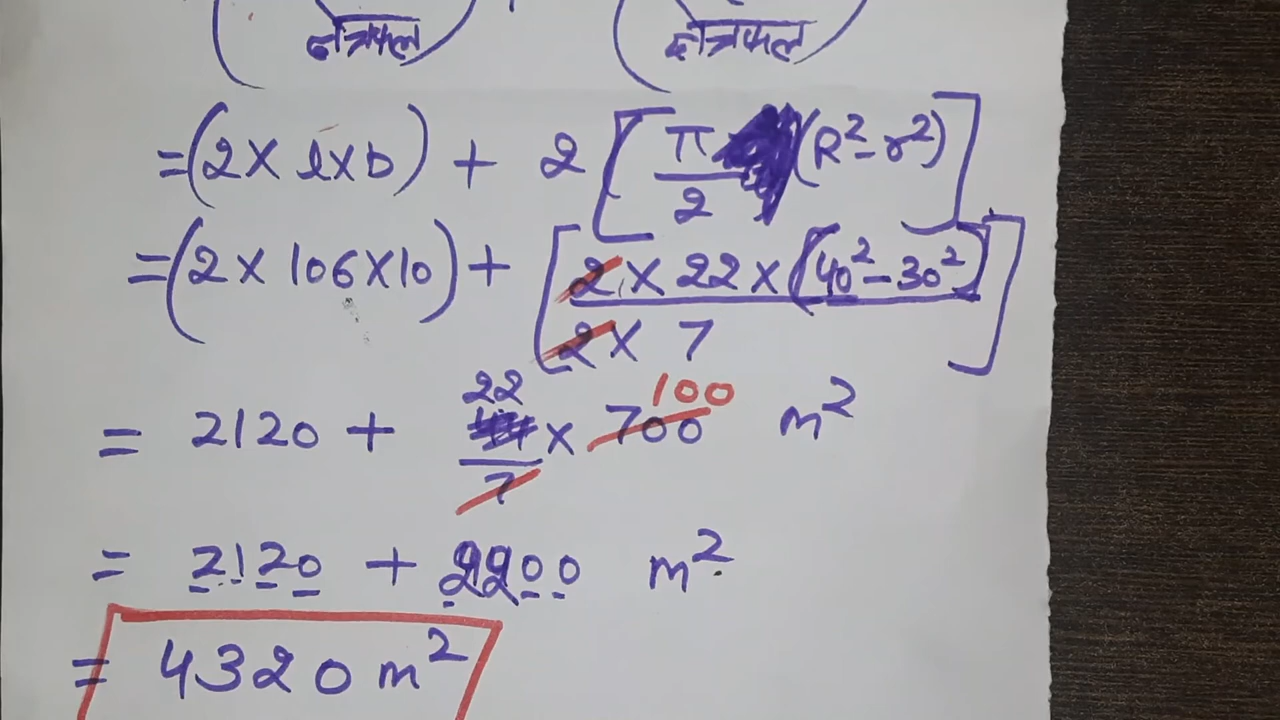 ( क्षेत्रफल ) + ( क्षेत्रफल )
= (2 × l × b) + 2 [ π/2 (R² - r²) ]
= (2 × 106 × 10) + [ 2 × 22 × (40² - 30²) / 2 × 7 ]
= 2120 + 22/7 × 700 100 m²
= 2120 + 2200 m²
= 4320 m²